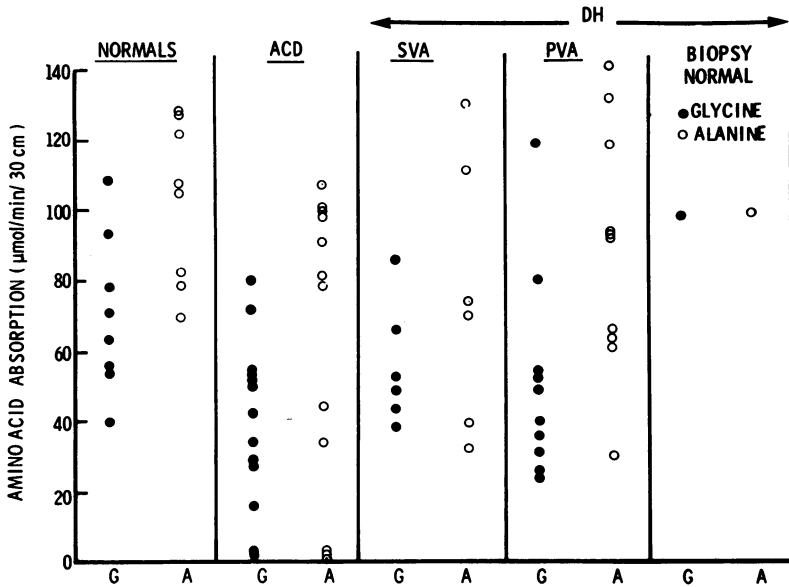 DH
NORMALS ACD SVA PVA BIOPSY
NORMAL
● GLYCINE
○ ALANINE
AMINO ACID ABSORPTION ( µmol/min/ 30 cm)
140
120
100
80
60
40
20
0
G A G A G A G A G A